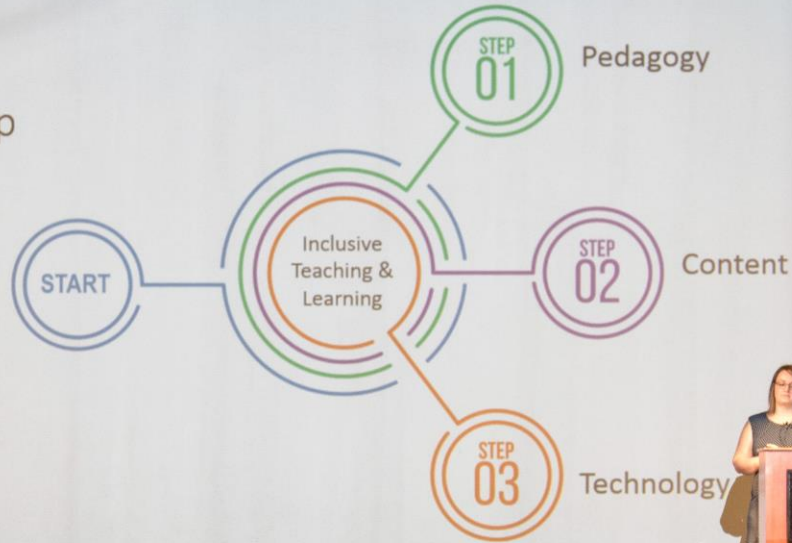 p
START
Inclusive
Teaching &
Learning
STEP
01
Pedagogy
STEP
02
Content
STEP
03
Technology